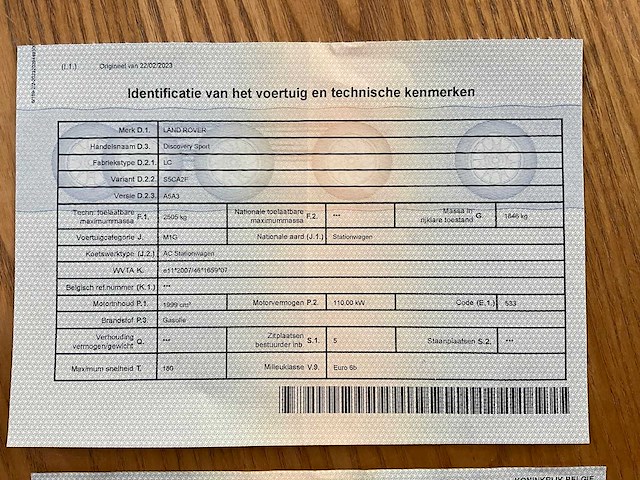 (I.1.) Origineel van 22/02/2023
Identificatie van het voertuig en technische kenmerken
Merk D.1. LAND ROVER
Handelsnaam D.3. Discovery Sport
Fabriekstype D.2.1. LC
Variant D.2.2. S5CA2F
Versie D.2.3. A5A3
Techn. toelaatbare maximummassa F.1. 2505 kg Nationale toelaatbare maximummassa F.2. *** Massa in rijklare toestand G 1846 kg
Voertuigcategorie J. M1G Nationale aard (J.1.) Stationwagen
Koetswerktype (J.2.) AC Stationwagen
WVTA K. e11*2007/46*1659*07
Belgisch ref.nummer (K.1.) ***
Motorinhoud P.1. 1999 cm³ Motorvermogen P.2. 110,00 kW Code (E.1.) 533
Brandstof P.3. Gasolie
Verhouding vermogen/gewicht Q. *** Zitplaatsen bestuurder inb S.1. 5 Staanplaatsen S.2. ***
Maximum snelheid T. 180 Milieuklasse V.9. Euro 6b
KONINKRIJK BELGIE